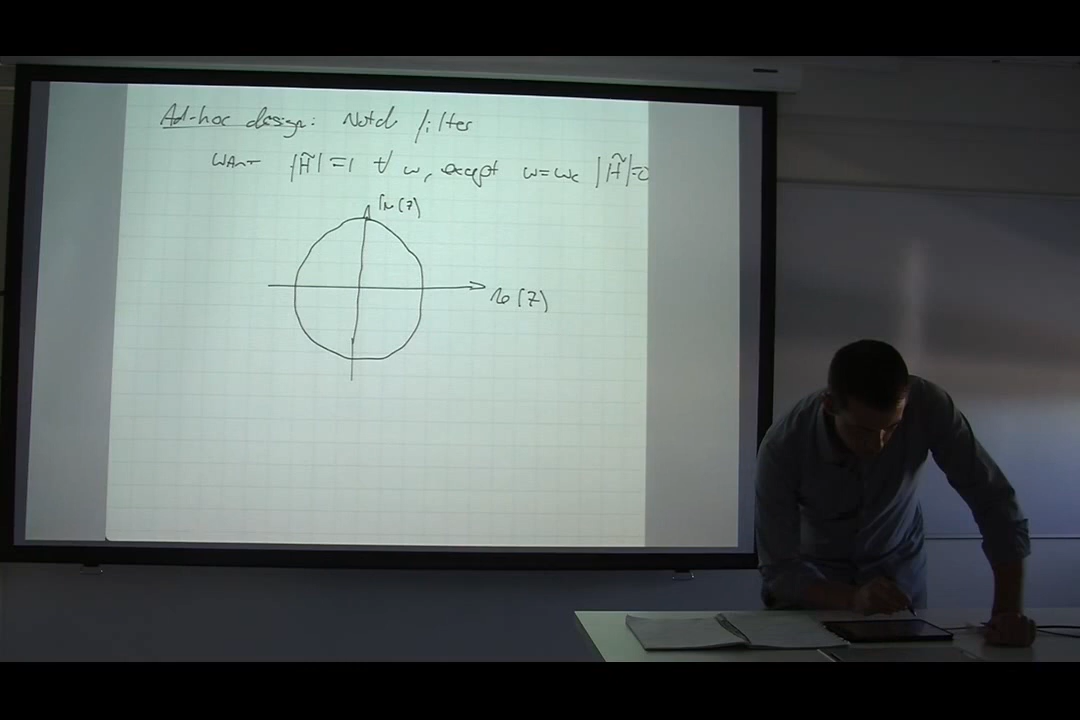 Ad-hoc design: Notch filter
WANT |H̃|=1 ∀ ω, except ω=ωc |H̃|=0
Im(z)
Re(z)